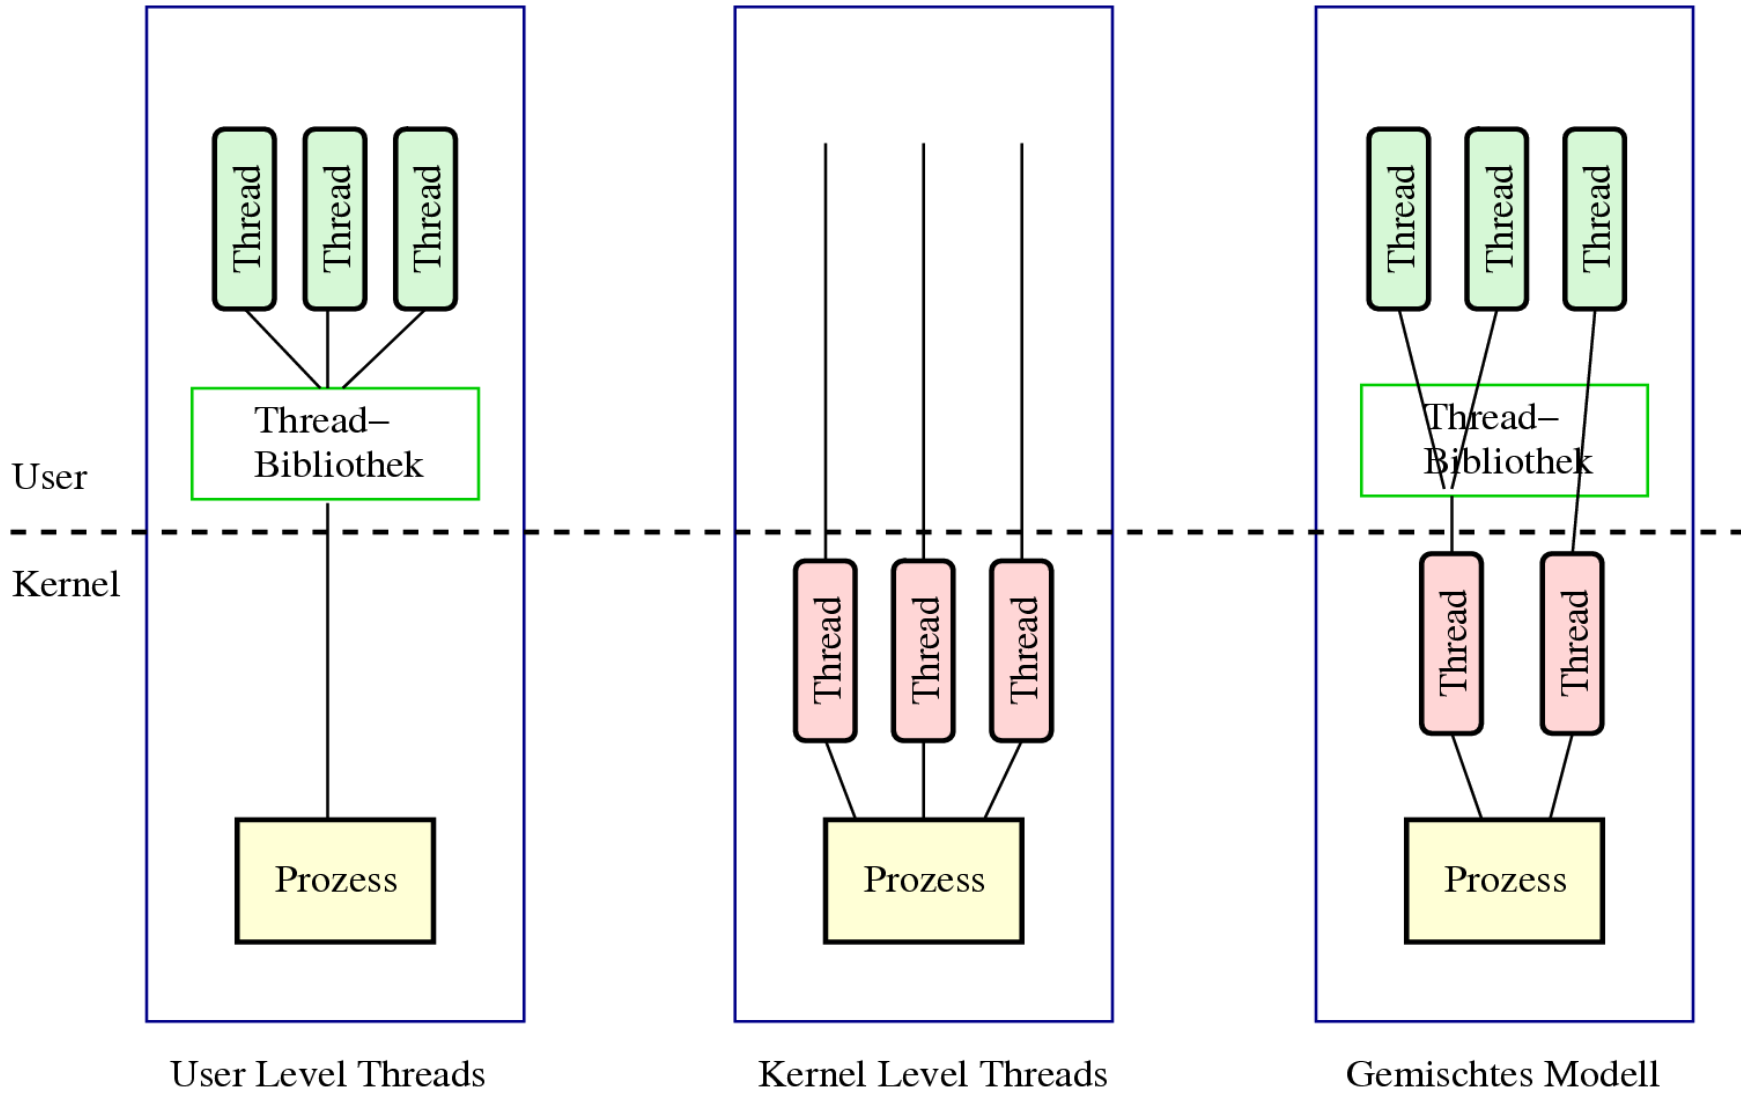 Thread
Thread
Thread
Thread
Thread
Thread
Thread–
Bibliothek
Thread–
Bibliothek
User
Kernel
Thread
Thread
Thread
Thread
Thread
Prozess
Prozess
Prozess
User Level Threads
Kernel Level Threads
Gemischtes Modell